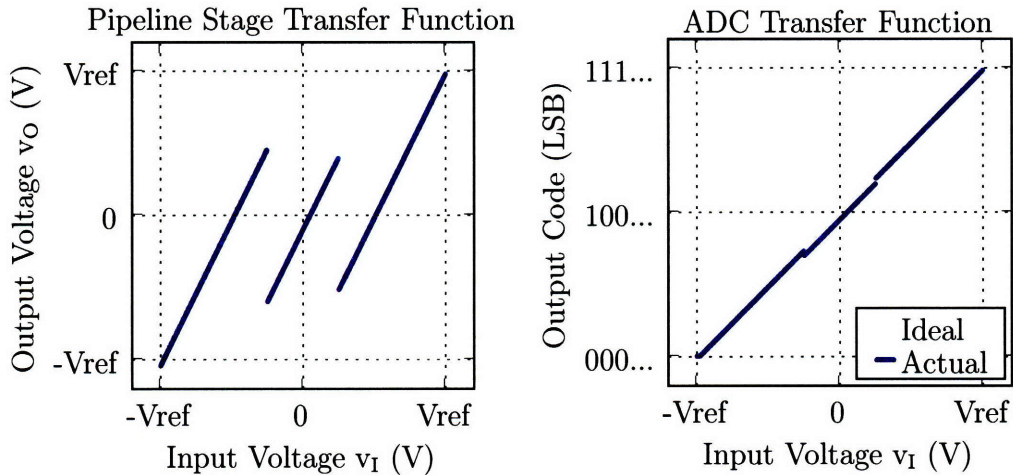 Pipeline Stage Transfer Function
Output Voltage vO (V)
Vref
0
-Vref
-Vref 0 Vref
Input Voltage vI (V)
ADC Transfer Function
Output Code (LSB)
111...
100...
000...
Ideal
Actual
-Vref 0 Vref
Input Voltage vI (V)